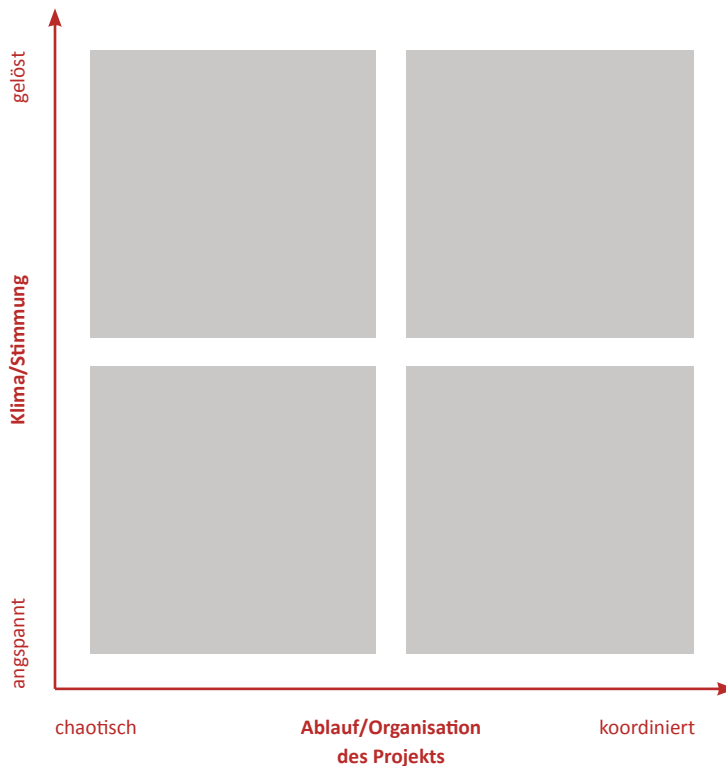 gelöst
Klima/Stimmung
angspannt
chaotisch
Ablauf/Organisation
des Projekts
koordiniert